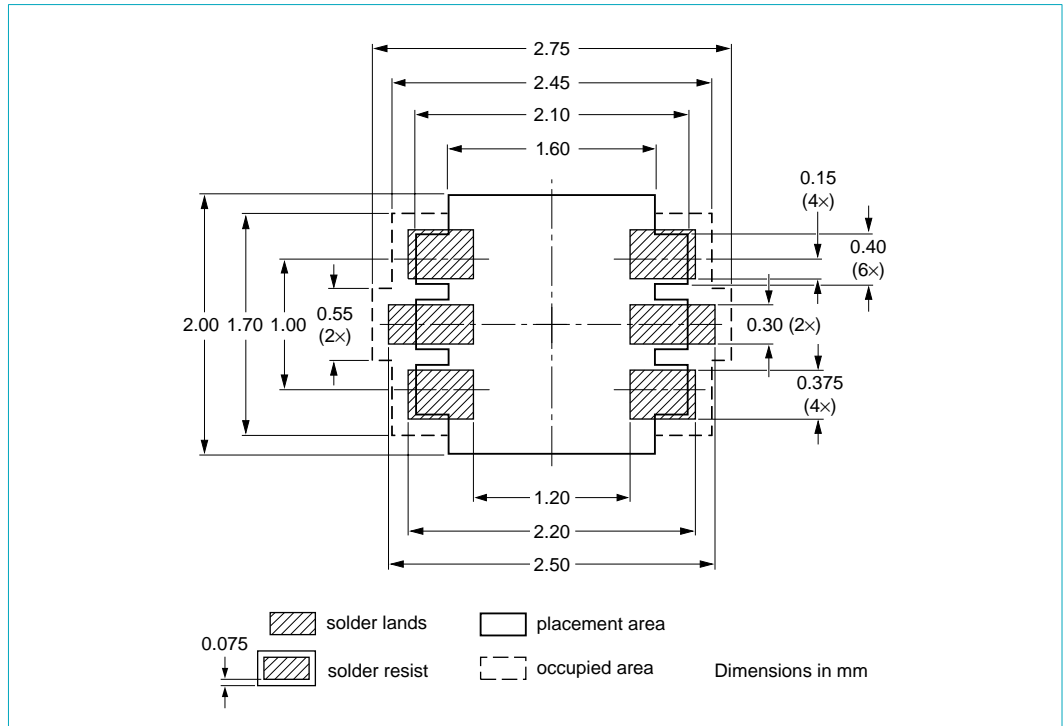 2.75
2.45
2.10
1.60
0.15
(4×)
0.40
(6×)
2.00 1.70 1.00
0.55
(2×)
0.30 (2×)
0.375
(4×)
1.20
2.20
2.50
solder lands
placement area
0.075
solder resist
occupied area
Dimensions in mm